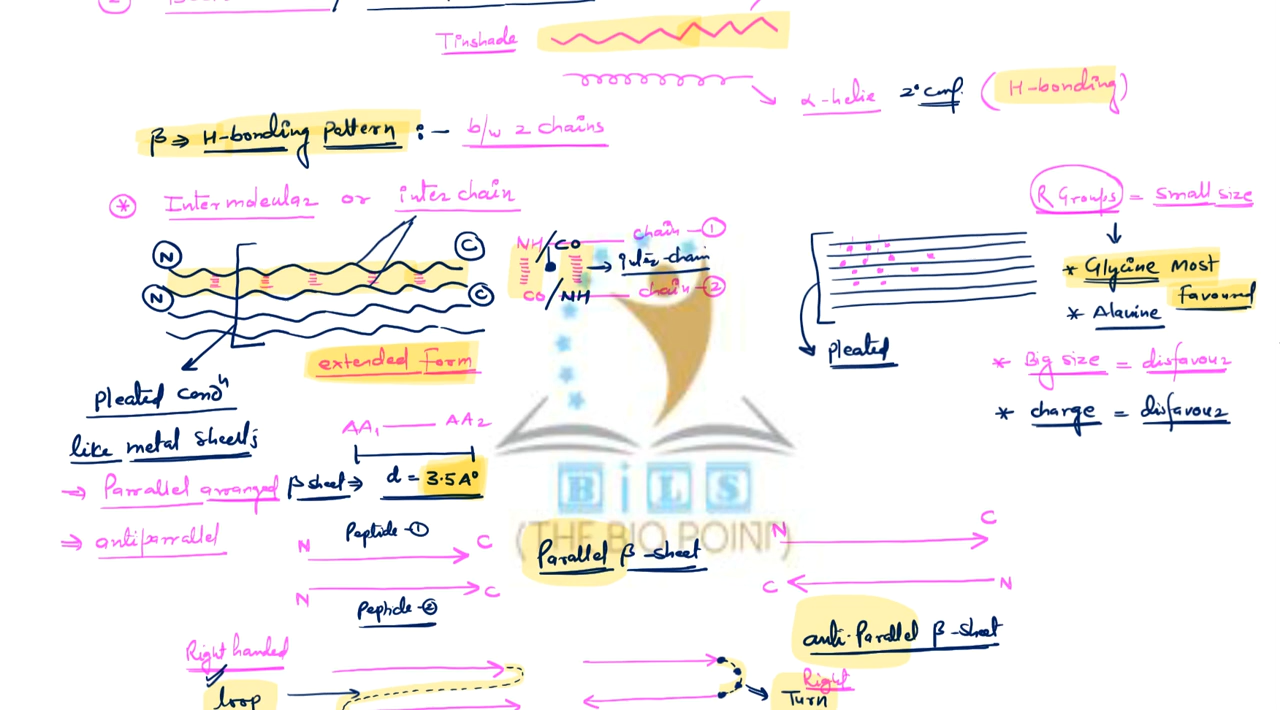 Tinshade
α-helix 2° conf. (H-bonding)
β ⇒ H-bonding Pattern :- b/w 2 chains
* Intermolecular or inter chain
R Groups = Small size
N C NH/CO chain-1
→ inter-chain
N C CO/NH chain-2
* Glycine Most Favoured
* Alanine
extended Form
Pleated
* Big size = disfavour
Pleated condn
* charge = disfavour
like metal sheets
AA1 — AA2
→ Parallel arranged β sheet ⇒ d = 3.5 A°
BiLS
(THE BIO POINT)
⇒ antiparallel
Peptide-1
N C
N C
Parallel β-sheet
N C
C N
Peptide-2
anti-Parallel β-sheet
Right handed
loop
Right
Turn